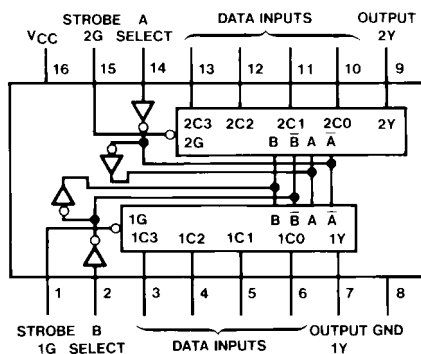 STROBE A DATA INPUTS OUTPUT
VCC 2G SELECT 2Y
16 15 14 13 12 11 10 9
2C3 2C2 2C1 2C0 2Y
2G B B̅ A A̅
1G B B̅ A A̅
1C3 1C2 1C1 1C0 1Y
1 2 3 4 5 6 7 8
STROBE B DATA INPUTS OUTPUT GND
1G SELECT 1Y